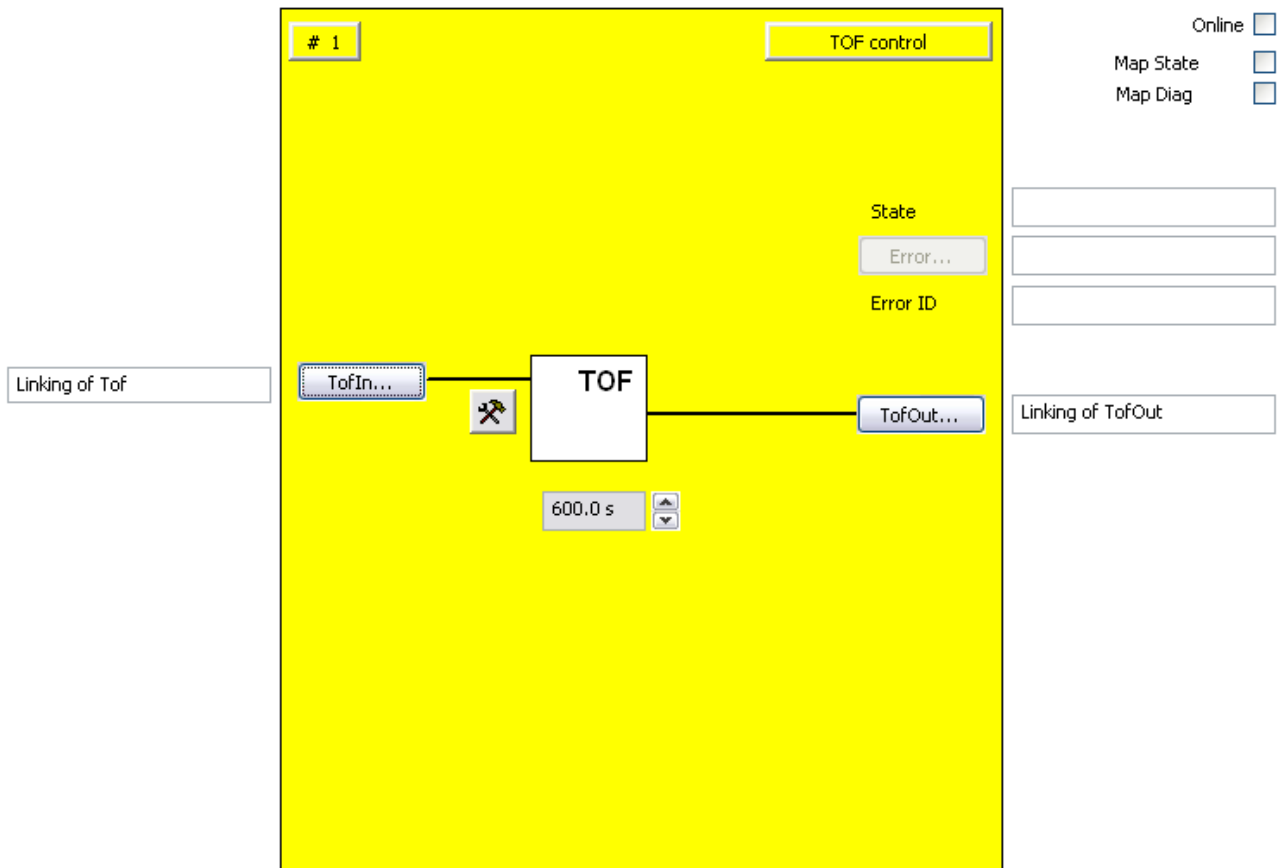 # 1
TOF control
Online
Map State
Map Diag
State
Error...
Error ID
Linking of Tof
TofIn...
TOF
TofOut...
Linking of TofOut
600.0 s